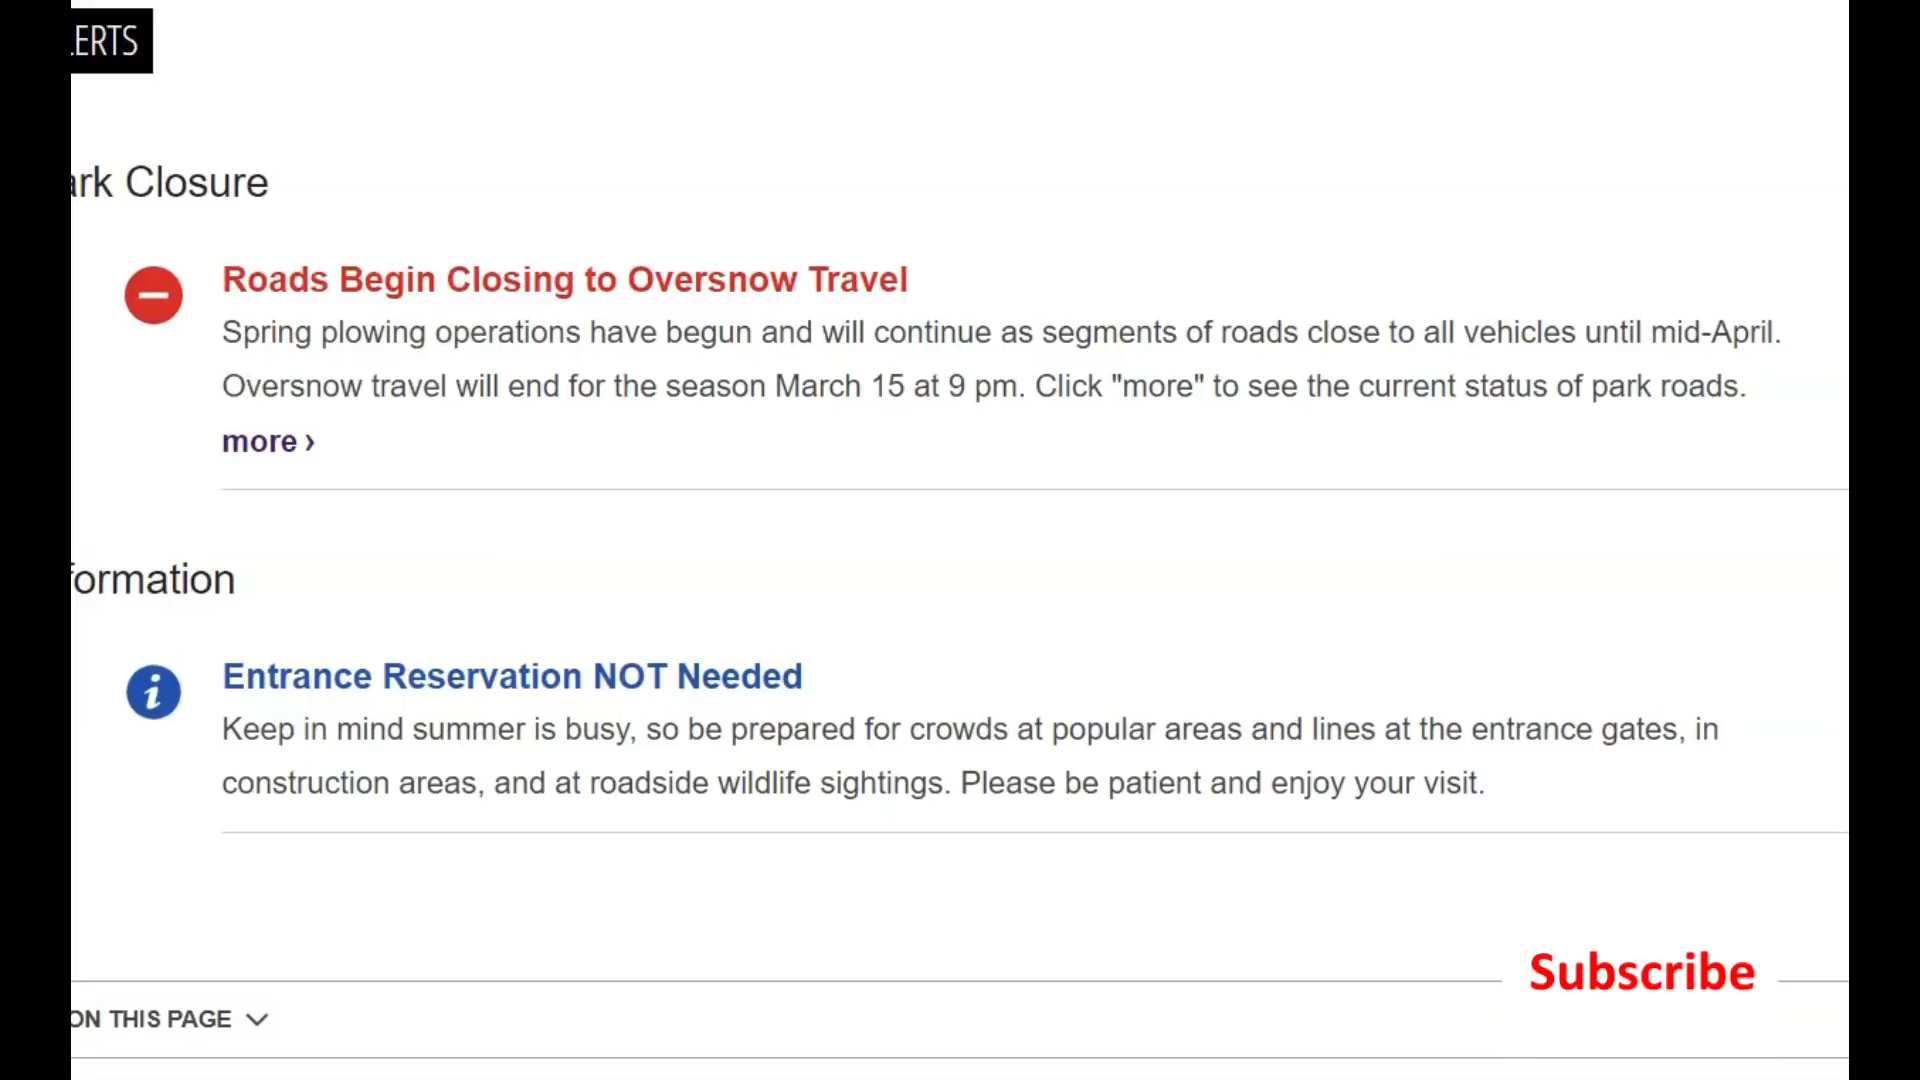 LERTS
ark Closure
Roads Begin Closing to Oversnow Travel
Spring plowing operations have begun and will continue as segments of roads close to all vehicles until mid-April.
Oversnow travel will end for the season March 15 at 9 pm. Click "more" to see the current status of park roads.
more ›
formation
i
Entrance Reservation NOT Needed
Keep in mind summer is busy, so be prepared for crowds at popular areas and lines at the entrance gates, in
construction areas, and at roadside wildlife sightings. Please be patient and enjoy your visit.
Subscribe
ON THIS PAGE